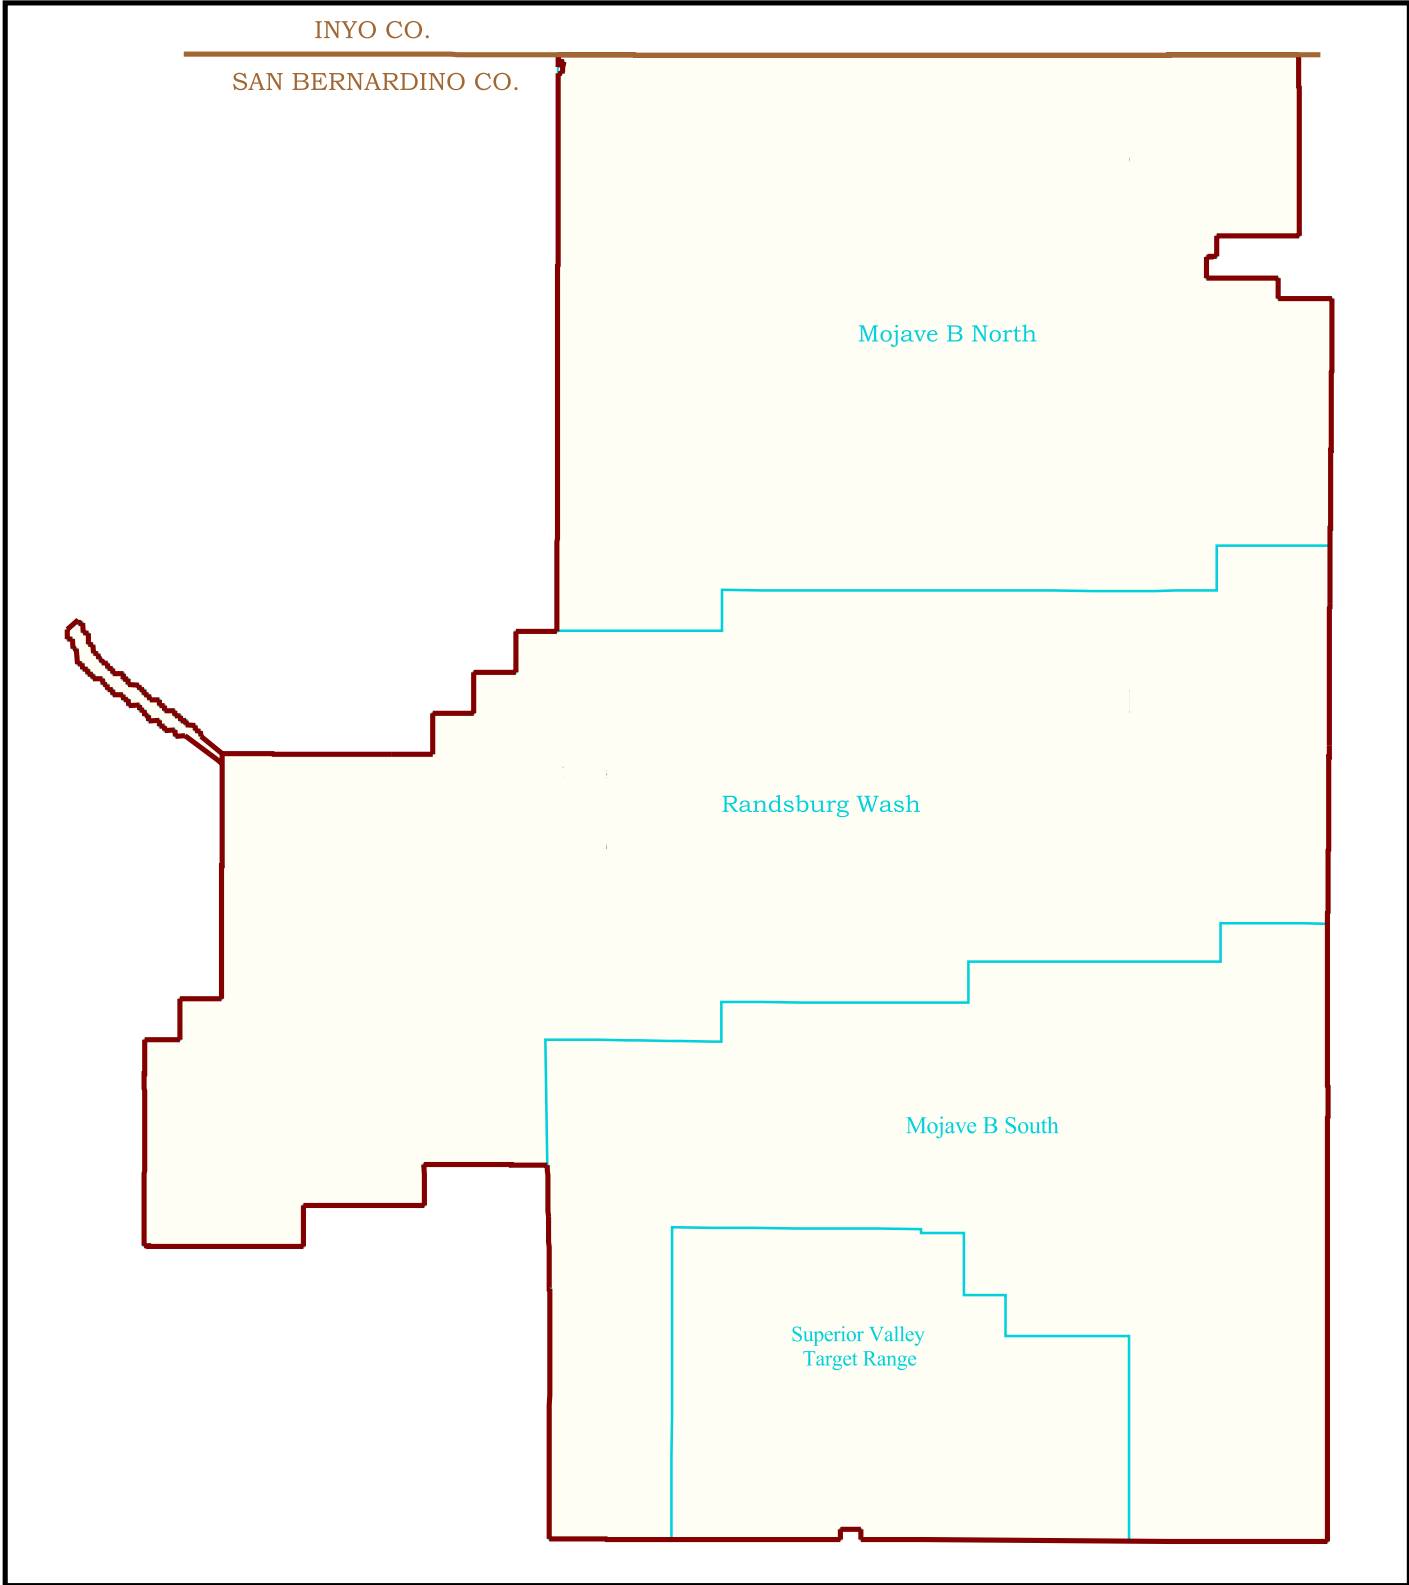 INYO CO.
SAN BERNARDINO CO.
Mojave B North
Randsburg Wash
Mojave B South
Superior Valley
Target Range